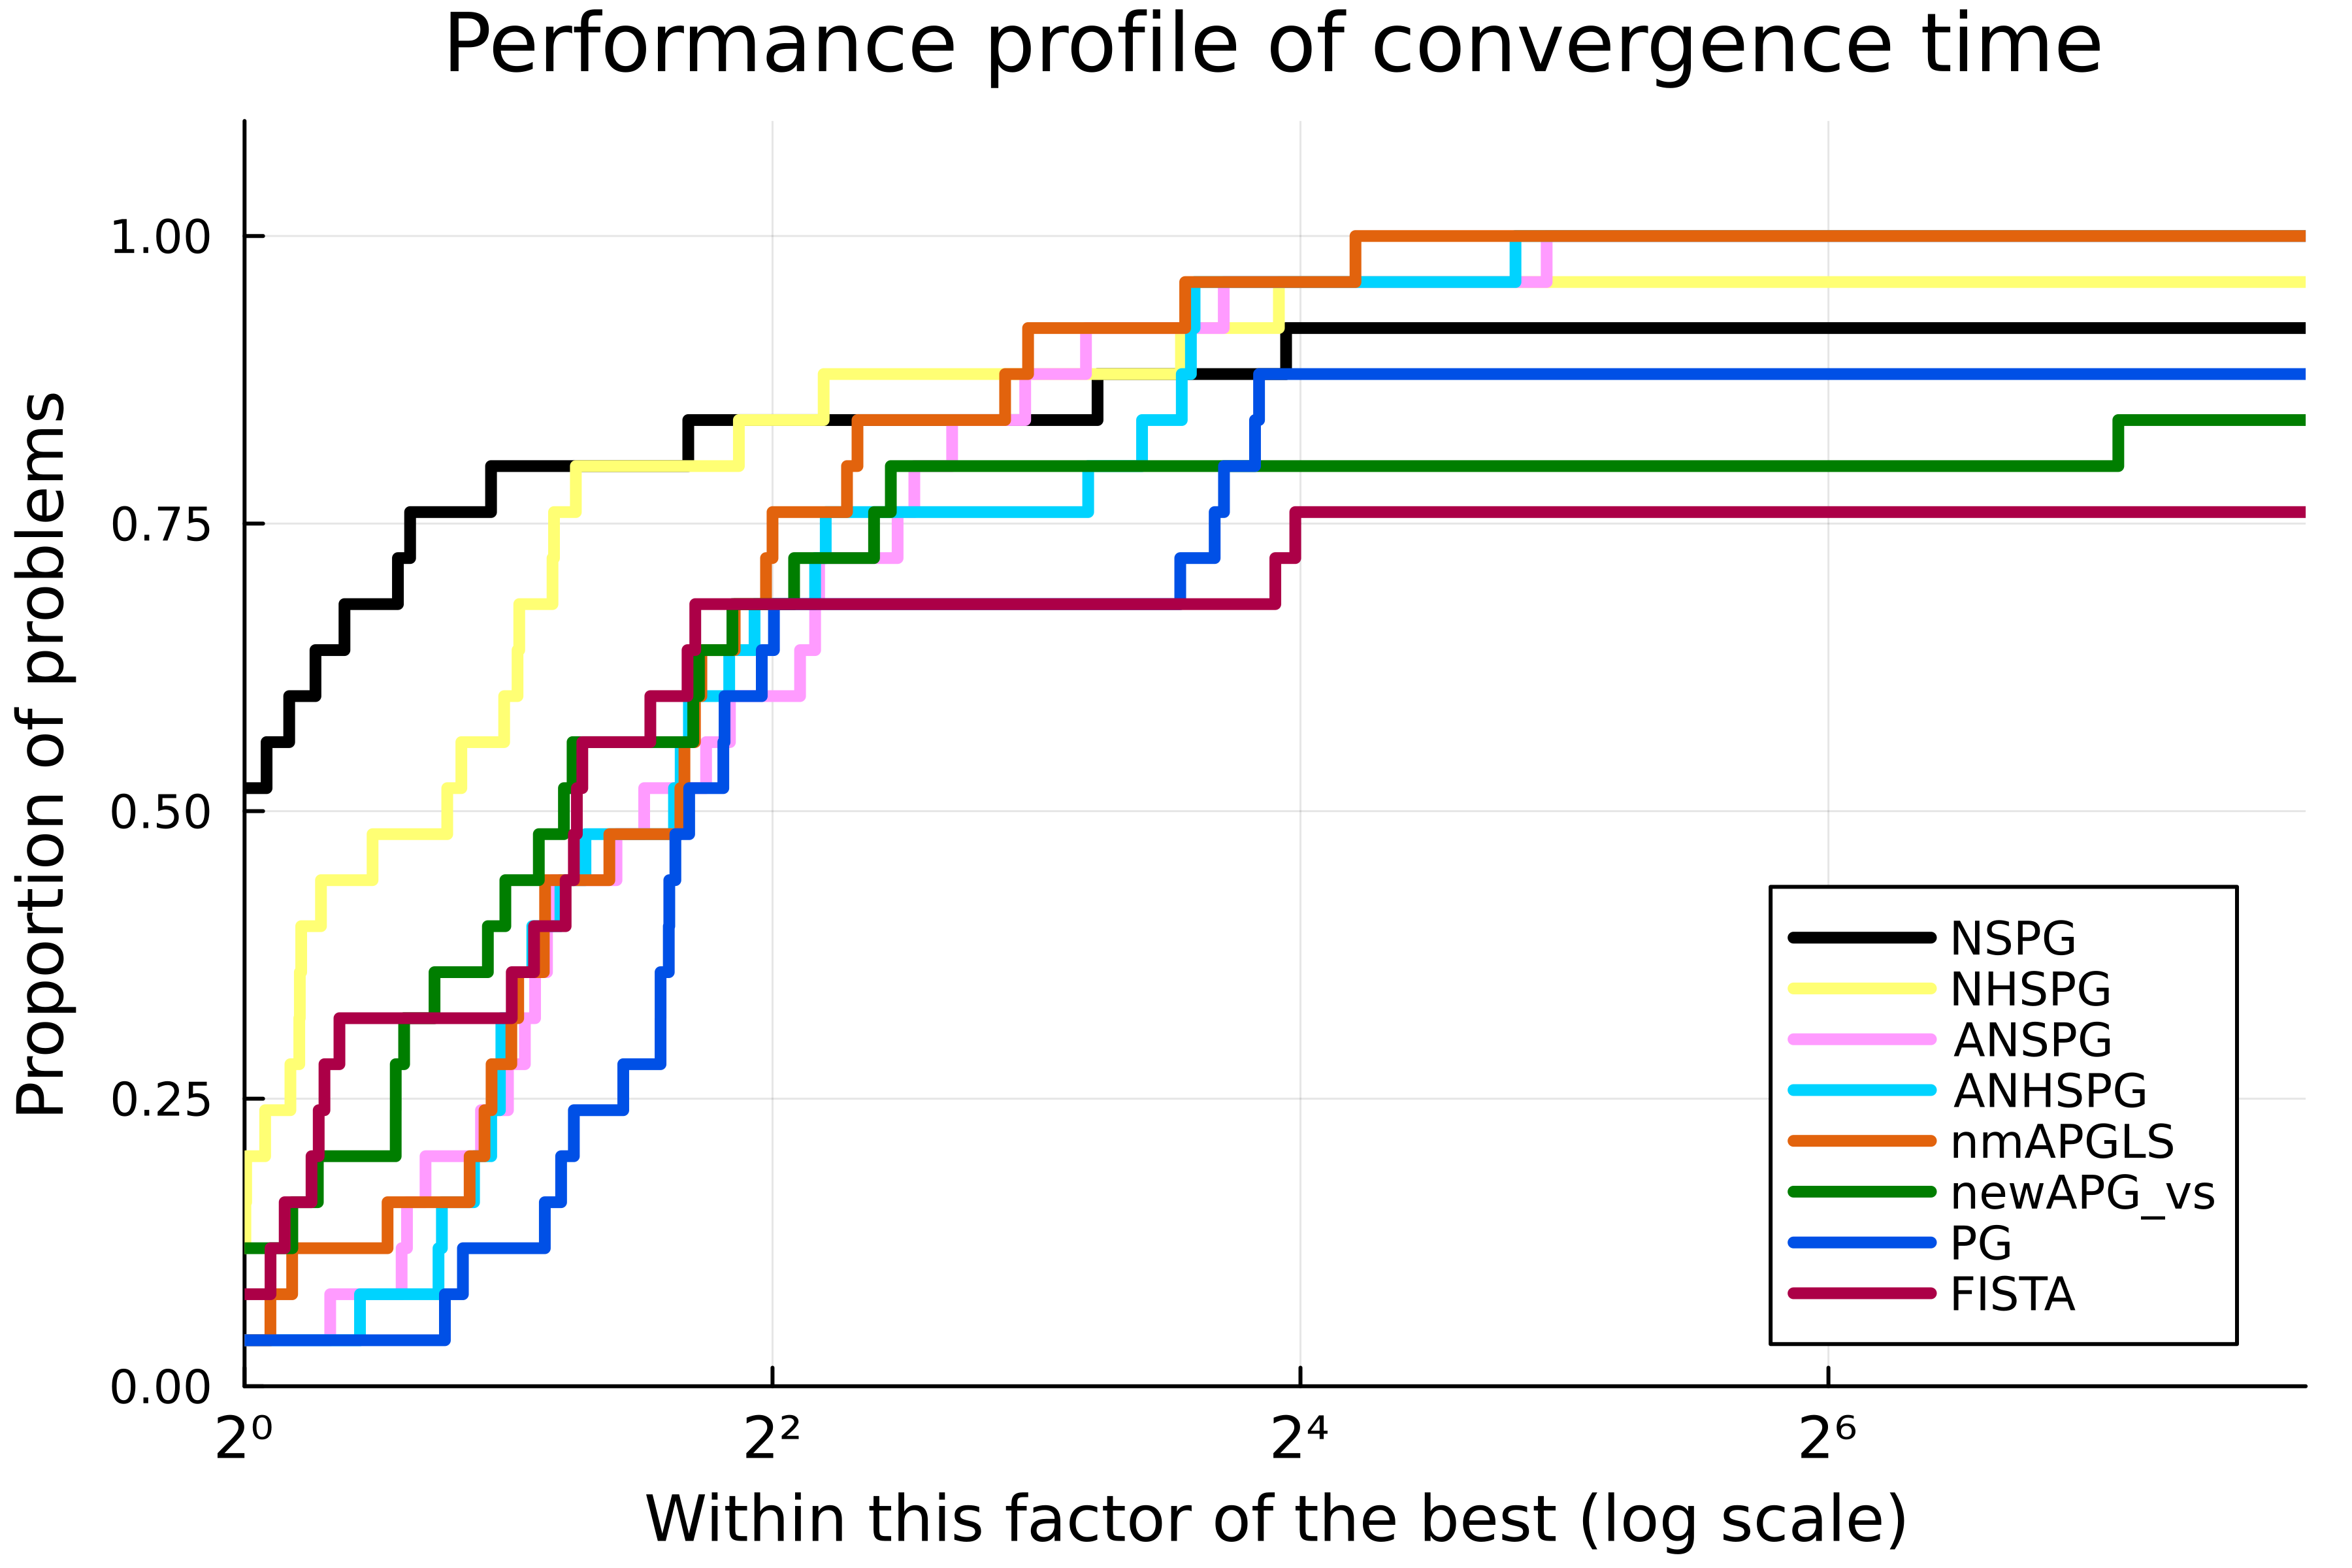 Performance profile of convergence time
Proportion of problems
1.00
0.75
0.50
0.25
0.00
2⁰
2²
2⁴
2⁶
Within this factor of the best (log scale)
NSPG
NHSPG
ANSPG
ANHSPG
nmAPGLS
newAPG_vs
PG
FISTA